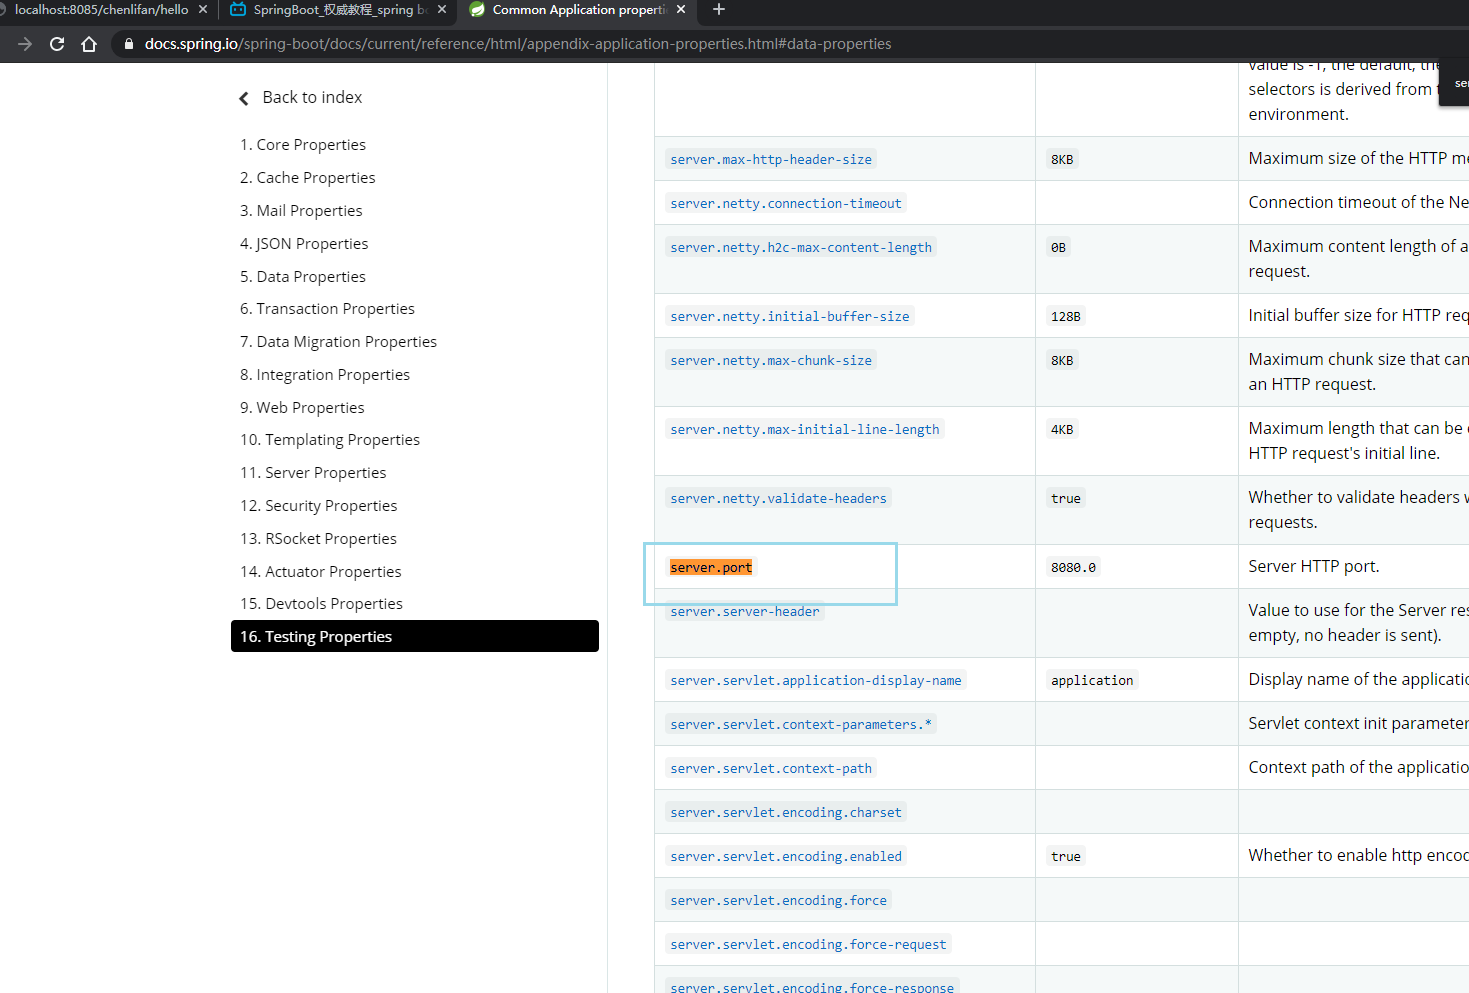 localhost:8085/chenlifan/hello
SpringBoot_权威教程_spring
Common Application
docs.spring.io/spring-boot/docs/current/reference/html/appendix-application-properties.html#data-properties
Back to index
1. Core Properties
2. Cache Properties
3. Mail Properties
4. JSON Properties
5. Data Properties
6. Transaction Properties
7. Data Migration Properties
8. Integration Properties
9. Web Properties
10. Templating Properties
11. Server Properties
12. Security Properties
13. RSocket Properties
14. Actuator Properties
15. Devtools Properties
16. Testing Properties
value is -1, the default, the
selectors is derived from
environment.
server.max-http-header-size 8KB Maximum size of the HTTP
server.netty.connection-timeout Connection timeout of the
server.netty.h2c-max-content-length 0B Maximum content length of a
request.
server.netty.initial-buffer-size 128B Initial buffer size for HTTP
server.netty.max-chunk-size 8KB Maximum chunk size that can
an HTTP request.
server.netty.max-initial-line-length 4KB Maximum length that can be
HTTP request's initial line.
server.netty.validate-headers true Whether to validate headers
requests.
server.port 8080.0 Server HTTP port.
server.server-header Value to use for the Server
empty, no header is sent).
server.servlet.application-display-name application Display name of the
server.servlet.context-parameters.* Servlet context init
server.servlet.context-path Context path of the
server.servlet.encoding.charset
server.servlet.encoding.enabled true Whether to enable http
server.servlet.encoding.force
server.servlet.encoding.force-request
server.servlet.encoding.force-response